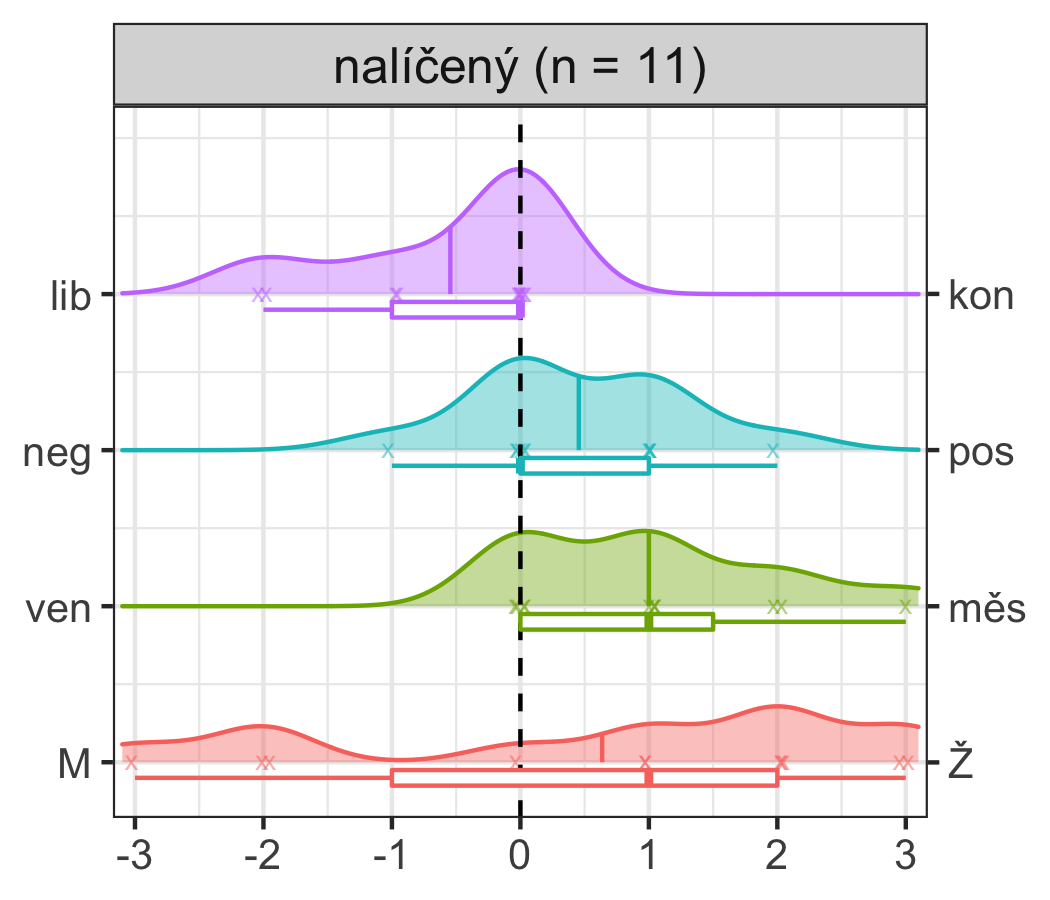 nalíčený (n = 11)
lib kon
neg pos
ven měs
M Ž
-3 -2 -1 0 1 2 3